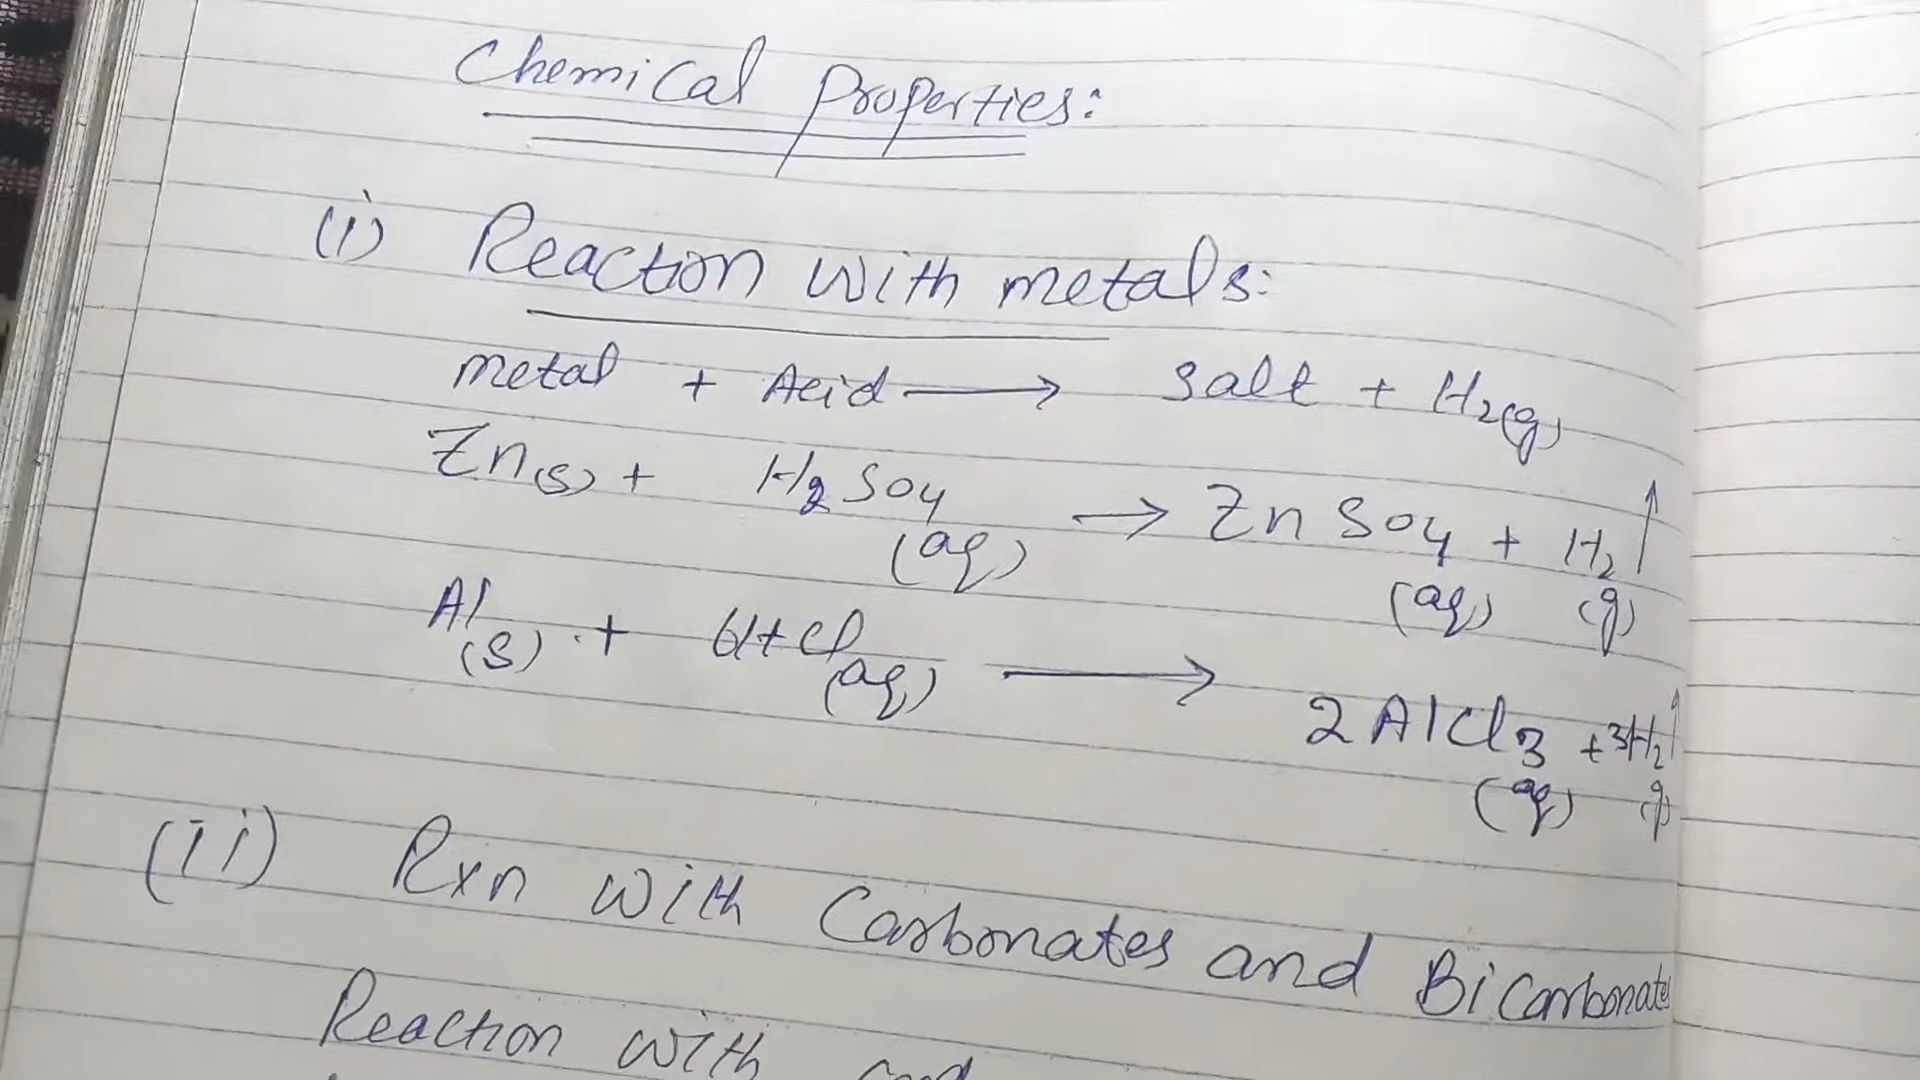 Chemical Properties:
(i) Reaction with metals:
metal + Acid → Salt + H2(g)
Zn(s) + H2SO4(aq) → ZnSO4(aq) + H2(g)↑
Al(s) + 6HCl(aq) → 2AlCl3(aq) + 3H2(g)↑
(ii) Rxn with Carbonates and Bicarbonates
Reaction with